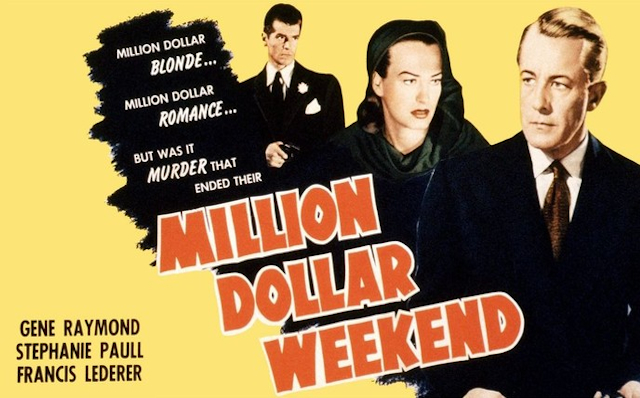 MILLION DOLLAR
BLONDE...
MILLION DOLLAR
ROMANCE...
BUT WAS IT
MURDER THAT
ENDED THEIR
MILLION
DOLLAR
WEEKEND
GENE RAYMOND
STEPHANIE PAULL
FRANCIS LEDERER